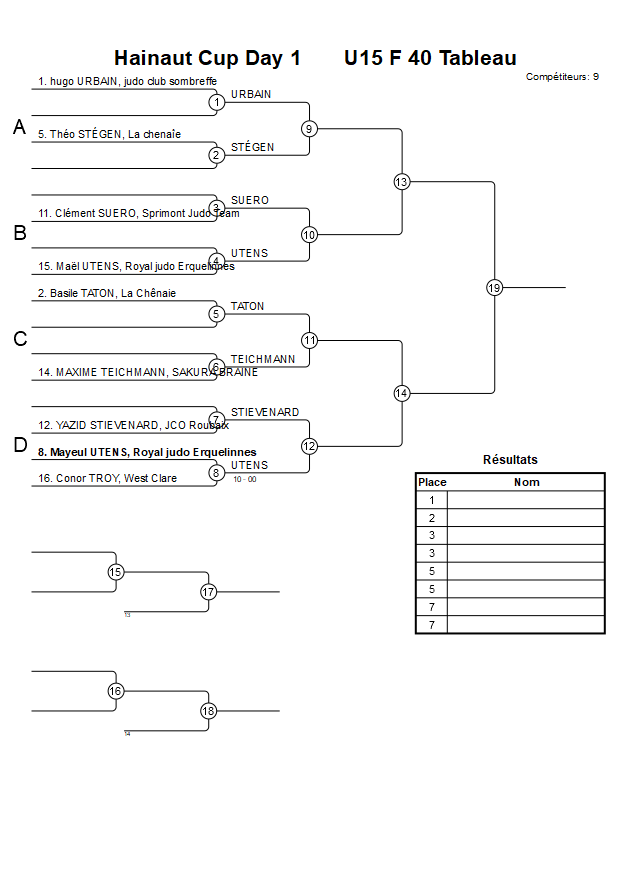 Hainaut Cup Day 1 U15 F 40 Tableau
Compétiteurs: 9
1. hugo URBAIN, judo club sombreffe
URBAIN
1
A
9
5. Théo STÉGEN, La chenaîe
STÉGEN
2
13
SUERO
3
11. Clément SUERO, Sprimont Judo Team
B
10
UTENS
4
15. Maël UTENS, Royal judo Erquelinnes
19
2. Basile TATON, La Chênaie
TATON
5
C
11
TEICHMANN
6
14. MAXIME TEICHMANN, SAKURA BRAINE
14
STIEVENARD
7
12. YAZID STIEVENARD, JCO Roubaix
D
12
8. Mayeul UTENS, Royal judo Erquelinnes
UTENS
8
16. Conor TROY, West Clare
10 - 00
Résultats
Place Nom
1
2
3
3
5
5
7
7
15
17
13
16
18
14